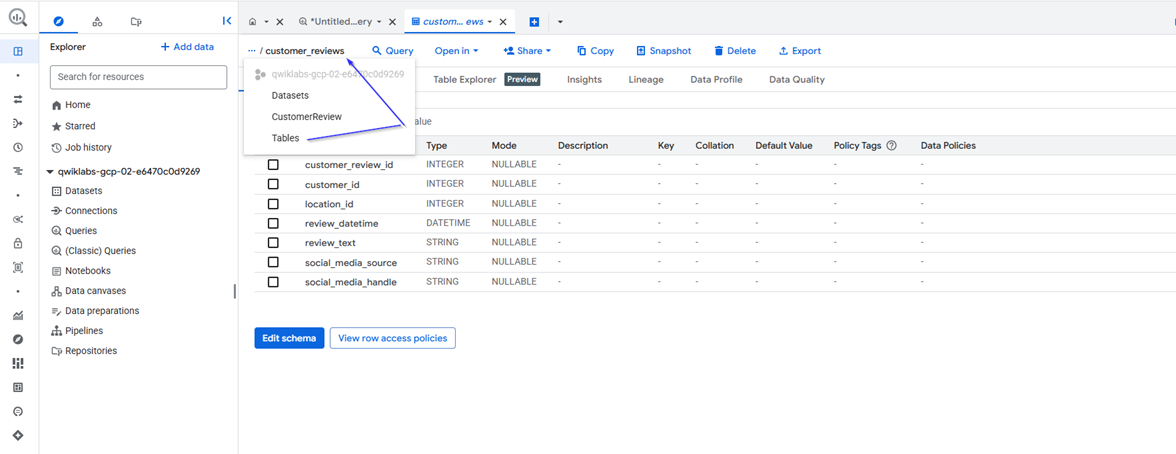 *Untitled...ery
custom... ews
Explorer
+ Add data
Search for resources
Home
Starred
Job history
qwiklabs-gcp-02-e6470c0d9269
Datasets
Connections
Queries
(Classic) Queries
Notebooks
Data canvases
Data preparations
Pipelines
Repositories
... / customer_reviews
Query
Open in
Share
Copy
Snapshot
Delete
Export
qwiklabs-gcp-02-e6470c0d9269
Datasets
CustomerReview
Tables
Table Explorer
Preview
Insights
Lineage
Data Profile
Data Quality
alue
Type Mode Description Key Collation Default Value Policy Tags Data Policies
customer_review_id INTEGER NULLABLE - - - - - -
customer_id INTEGER NULLABLE - - - - - -
location_id INTEGER NULLABLE - - - - - -
review_datetime DATETIME NULLABLE - - - - - -
review_text STRING NULLABLE - - - - - -
social_media_source STRING NULLABLE - - - - - -
social_media_handle STRING NULLABLE - - - - - -
Edit schema
View row access policies